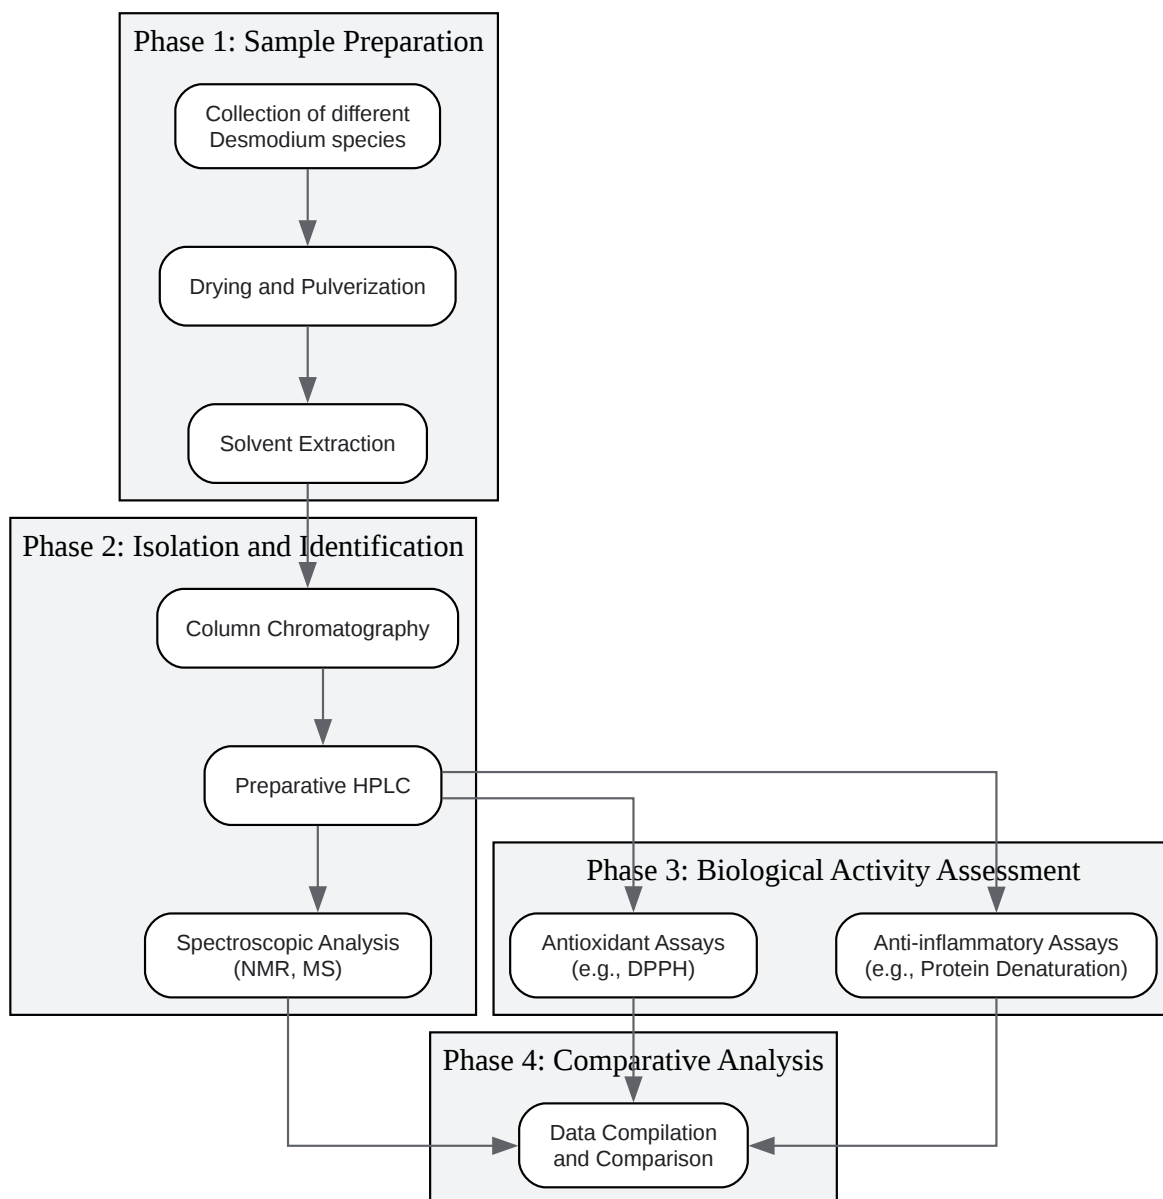 Phase 1: Sample Preparation
Collection of different
Desmodium species
Drying and Pulverization
Solvent Extraction
Phase 2: Isolation and Identification
Column Chromatography
Preparative HPLC
Spectroscopic Analysis
(NMR, MS)
Phase 3: Biological Activity Assessment
Antioxidant Assays
(e.g., DPPH)
Anti-inflammatory Assays
(e.g., Protein Denaturation)
Phase 4: Comparative Analysis
Data Compilation
and Comparison